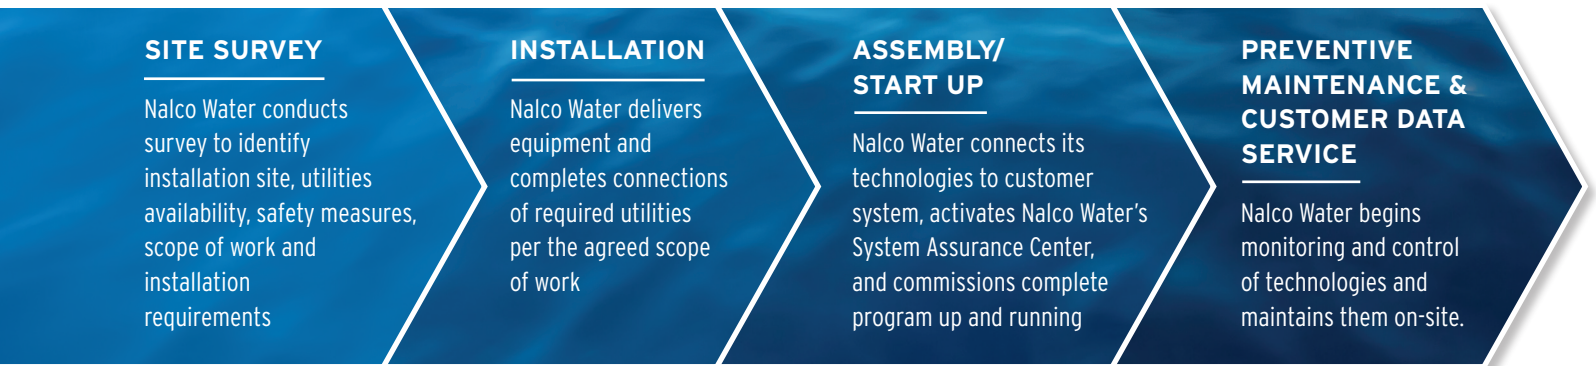 SITE SURVEY
Nalco Water conducts
survey to identify
installation site, utilities
availability, safety measures,
scope of work and
installation
requirements
INSTALLATION
Nalco Water delivers
equipment and
completes connections
of required utilities
per the agreed scope
of work
ASSEMBLY/
START UP
Nalco Water connects its
technologies to customer
system, activates Nalco Water’s
System Assurance Center,
and commissions complete
program up and running
PREVENTIVE
MAINTENANCE &
CUSTOMER DATA
SERVICE
Nalco Water begins
monitoring and control
of technologies and
maintains them on-site.